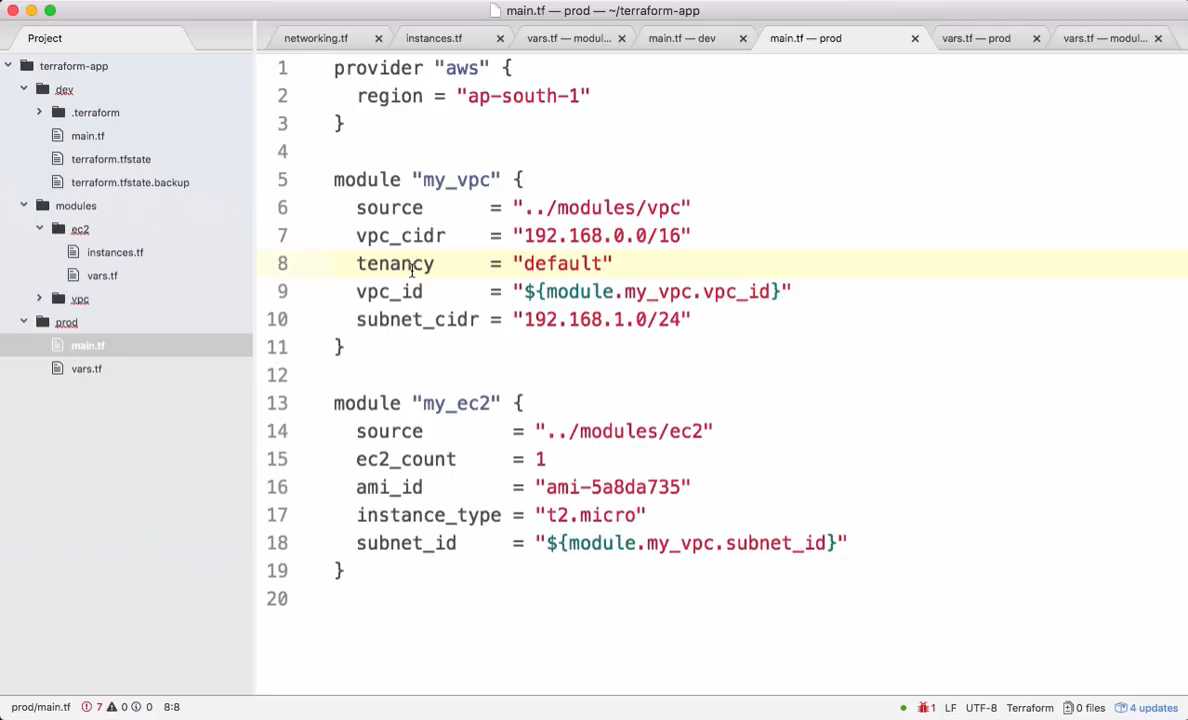 main.tf — prod — ~/terraform-app
Project
networking.tf
instances.tf
vars.tf — modul...
main.tf — dev
main.tf — prod
vars.tf — prod
vars.tf — modul...
terraform-app
dev
.terraform
main.tf
terraform.tfstate
terraform.tfstate.backup
modules
ec2
instances.tf
vars.tf
vpc
prod
main.tf
vars.tf
1 provider "aws" {
2 region = "ap-south-1"
3 }
4
5 module "my_vpc" {
6 source = "../modules/vpc"
7 vpc_cidr = "192.168.0.0/16"
8 tenancy = "default"
9 vpc_id = "${module.my_vpc.vpc_id}"
10 subnet_cidr = "192.168.1.0/24"
11 }
12
13 module "my_ec2" {
14 source = "../modules/ec2"
15 ec2_count = 1
16 ami_id = "ami-5a8da735"
17 instance_type = "t2.micro"
18 subnet_id = "${module.my_vpc.subnet_id}"
19 }
20
prod/main.tf 7 0 0 8:8 1 LF UTF-8 Terraform 0 files 4 updates